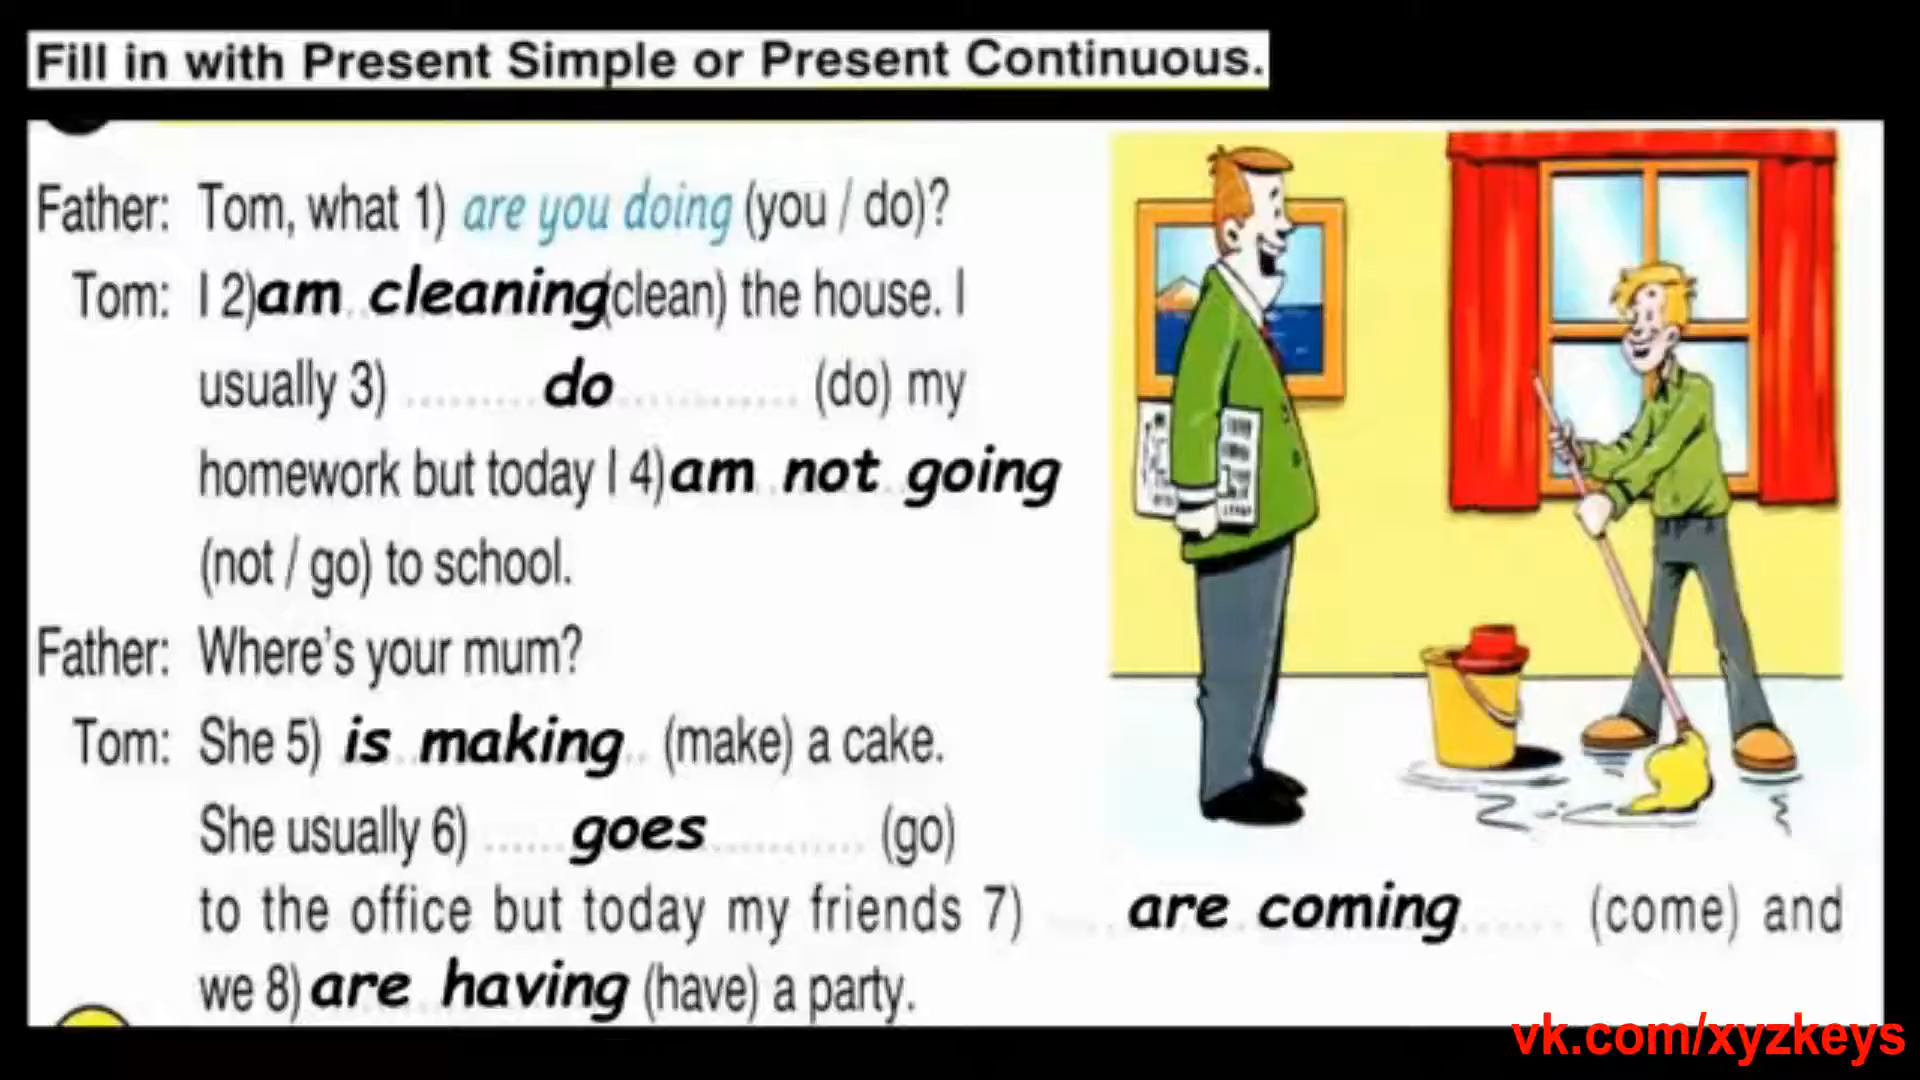 Fill in with Present Simple or Present Continuous.
Father: Tom, what 1) are you doing (you / do)?
Tom: I 2) am cleaning (clean) the house. I
usually 3) ......... do ............. (do) my
homework but today I 4) am not going
(not / go) to school.
Father: Where's your mum?
Tom: She 5) is making .. (make) a cake.
She usually 6) ...... goes ........... (go)
to the office but today my friends 7) .... are coming ...... (come) and
we 8) are having (have) a party.
vk.com/xyzkeys